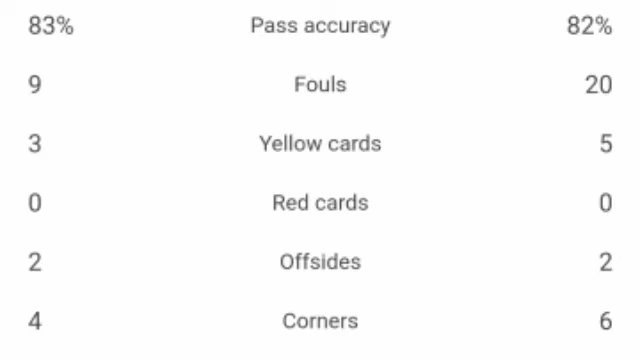 83% Pass accuracy 82%
9 Fouls 20
3 Yellow cards 5
0 Red cards 0
2 Offsides 2
4 Corners 6